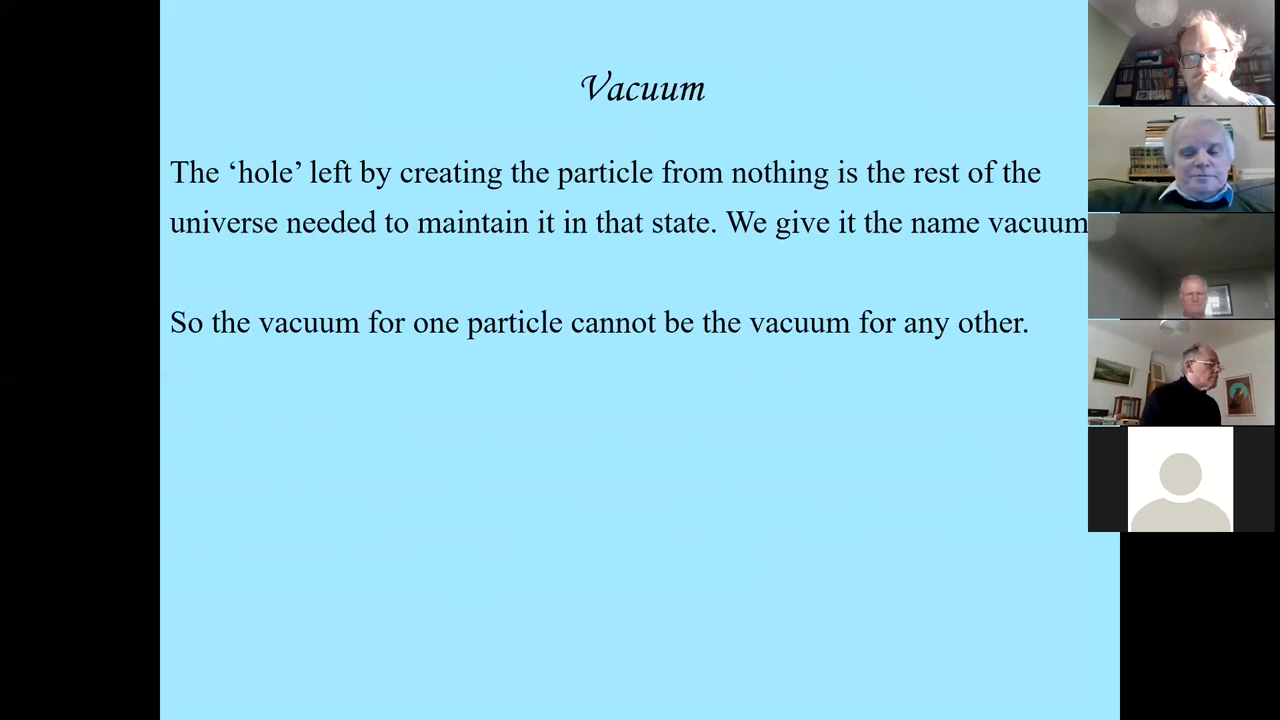 Vacuum
The ‘hole’ left by creating the particle from nothing is the rest of the
universe needed to maintain it in that state. We give it the name vacuum
So the vacuum for one particle cannot be the vacuum for any other.